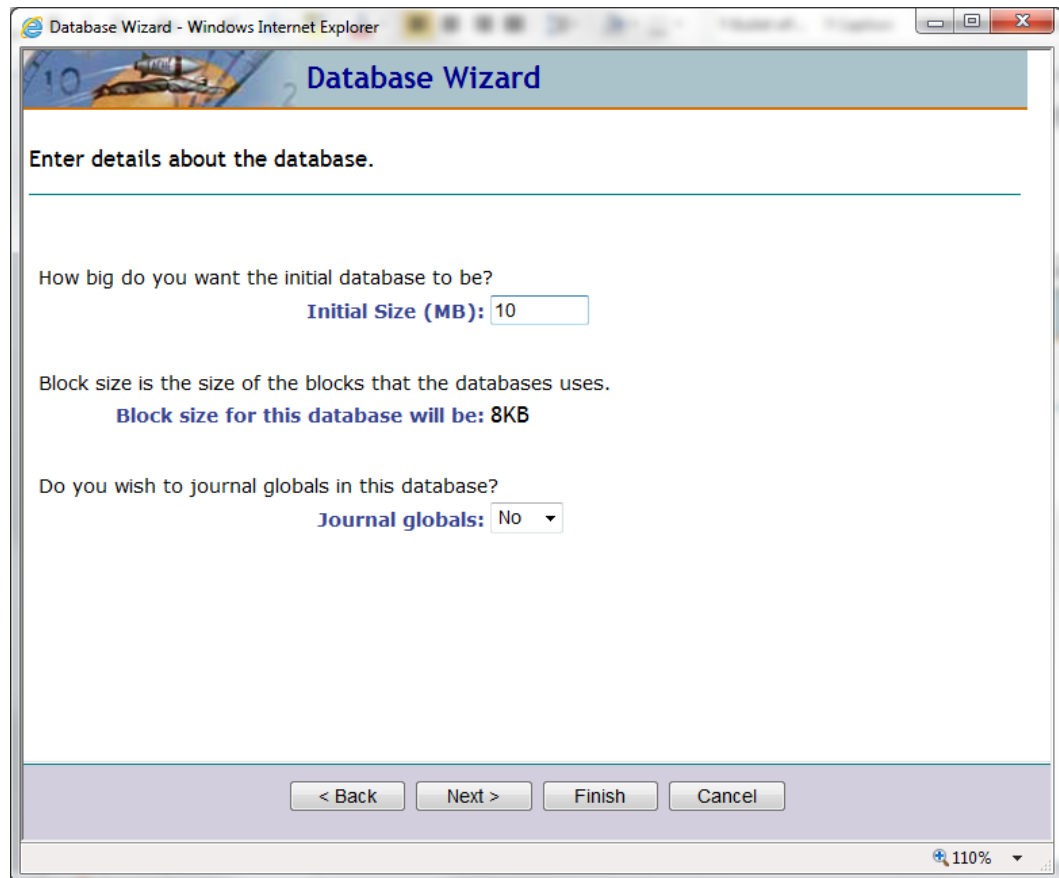 Database Wizard - Windows Internet Explorer
10
2
Database Wizard
Enter details about the database.
How big do you want the initial database to be?
Initial Size (MB): 10
Block size is the size of the blocks that the databases uses.
Block size for this database will be: 8KB
Do you wish to journal globals in this database?
Journal globals: No
< Back Next > Finish Cancel
110%